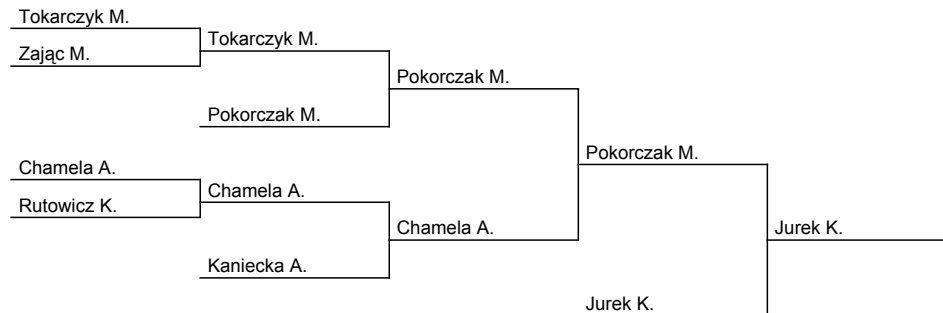 Tokarczyk M.
Tokarczyk M.
Zając M.
Pokorczak M.
Pokorczak M.
Pokorczak M.
Chamela A.
Chamela A.
Rutowicz K.
Chamela A.
Jurek K.
Kaniecka A.
Jurek K.